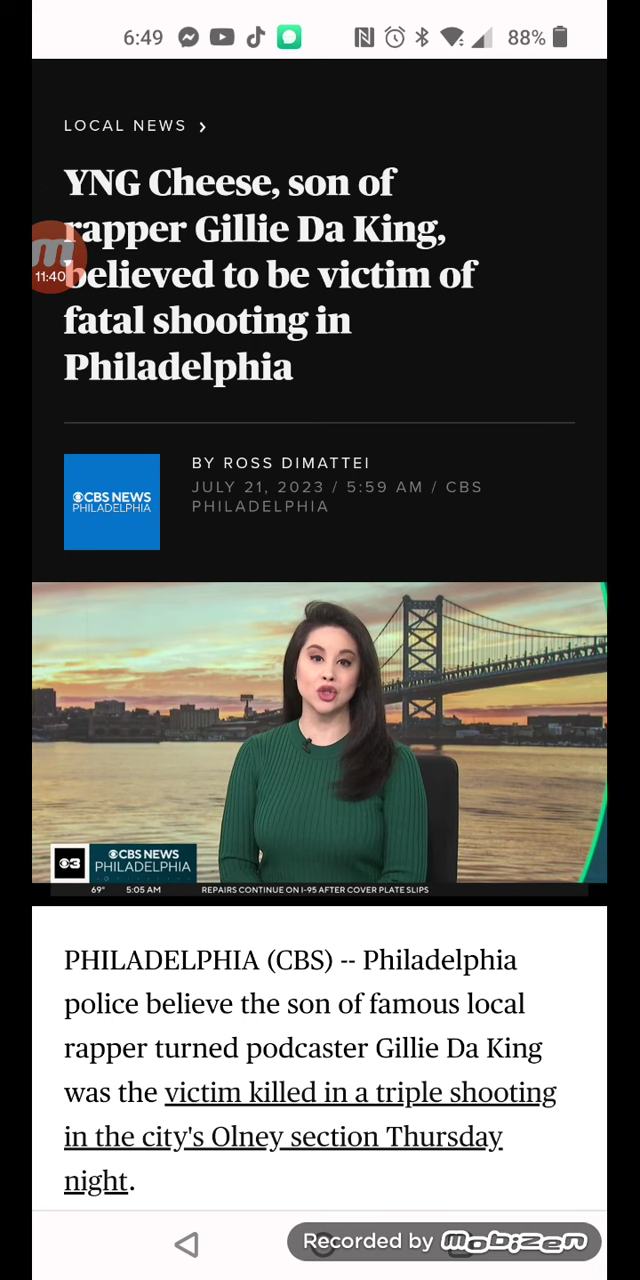 6:49
88%
LOCAL NEWS ›
YNG Cheese, son of
rapper Gillie Da King,
believed to be victim of
fatal shooting in
Philadelphia
11:40
CBS NEWS
PHILADELPHIA
BY ROSS DIMATTEI
JULY 21, 2023 / 5:59 AM / CBS
PHILADELPHIA
3
CBS NEWS
PHILADELPHIA
69° 5:05 AM REPAIRS CONTINUE ON I-95 AFTER COVER PLATE SLIPS
PHILADELPHIA (CBS) -- Philadelphia
police believe the son of famous local
rapper turned podcaster Gillie Da King
was the victim killed in a triple shooting
in the city's Olney section Thursday
night.
Recorded by mobizen